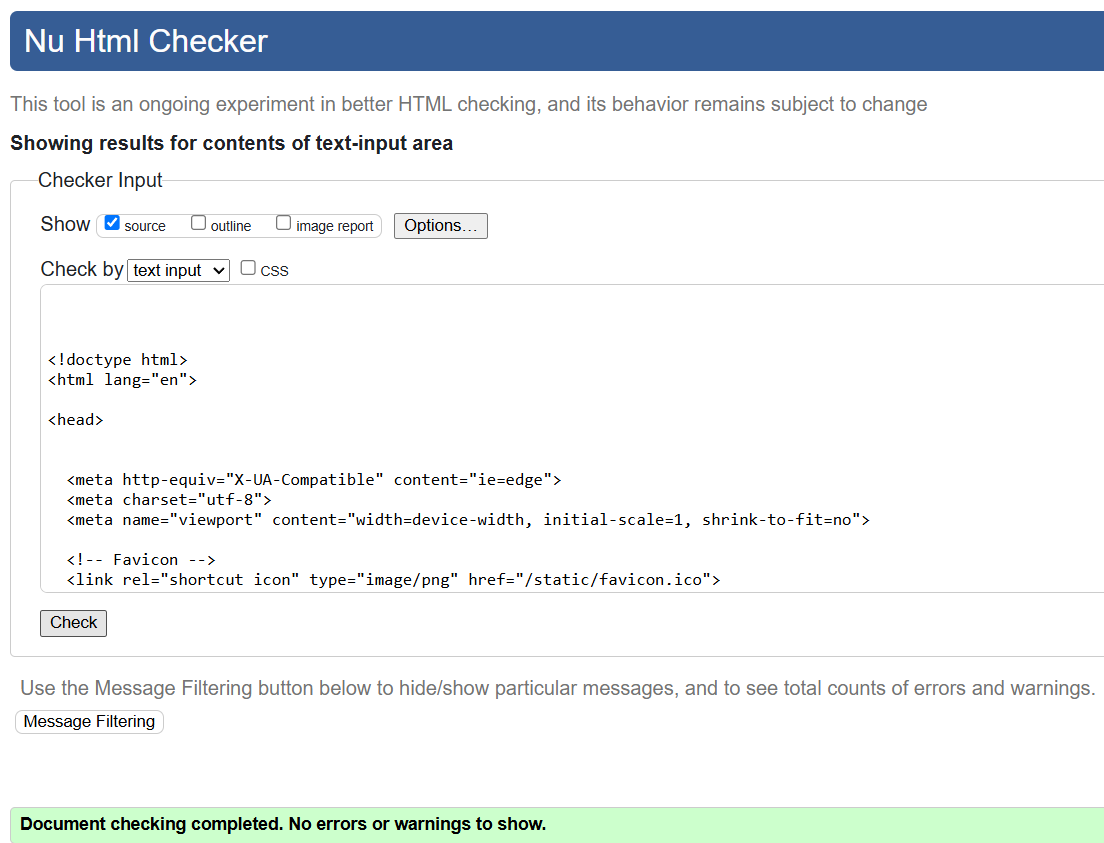 Nu Html Checker
This tool is an ongoing experiment in better HTML checking, and its behavior remains subject to change
Showing results for contents of text-input area
Checker Input
Show source outline image report Options...
Check by text input CSS
<!doctype html>
<html lang="en">
<head>
<meta http-equiv="X-UA-Compatible" content="ie=edge">
<meta charset="utf-8">
<meta name="viewport" content="width=device-width, initial-scale=1, shrink-to-fit=no">
<!-- Favicon -->
<link rel="shortcut icon" type="image/png" href="/static/favicon.ico">
Check
Use the Message Filtering button below to hide/show particular messages, and to see total counts of errors and warnings.
Message Filtering
Document checking completed. No errors or warnings to show.